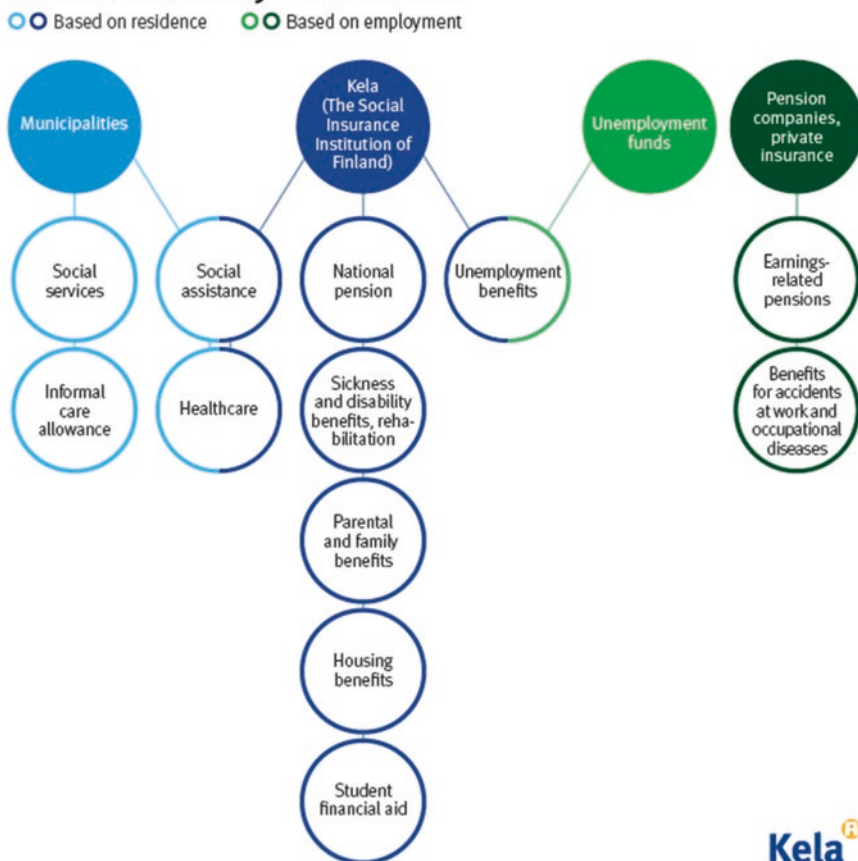 Based on residence
Based on employment
Municipalities
Kela
(The Social
Insurance
Institution of
Finland)
Unemployment
funds
Pension
companies,
private
insurance
Social
services
Social
assistance
National
pension
Unemployment
benefits
Earnings-
related
pensions
Informal
care
allowance
Healthcare
Sickness
and disability
benefits, reha-
bilitation
Benefits
for accidents
at work and
occupational
diseases
Parental
and family
benefits
Housing
benefits
Student
financial aid
Kela